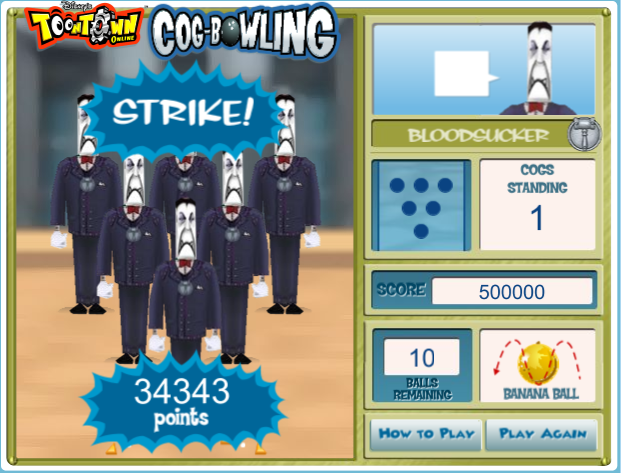 Disney's
TOONTOWN
ONLINE
COG-BOWLING
STRIKE!
BLOODSUCKER
COGS
STANDING
1
SCORE 500000
10
BALLS
REMAINING
BANANA BALL
34343
points
HOW TO PLAY
PLAY AGAIN